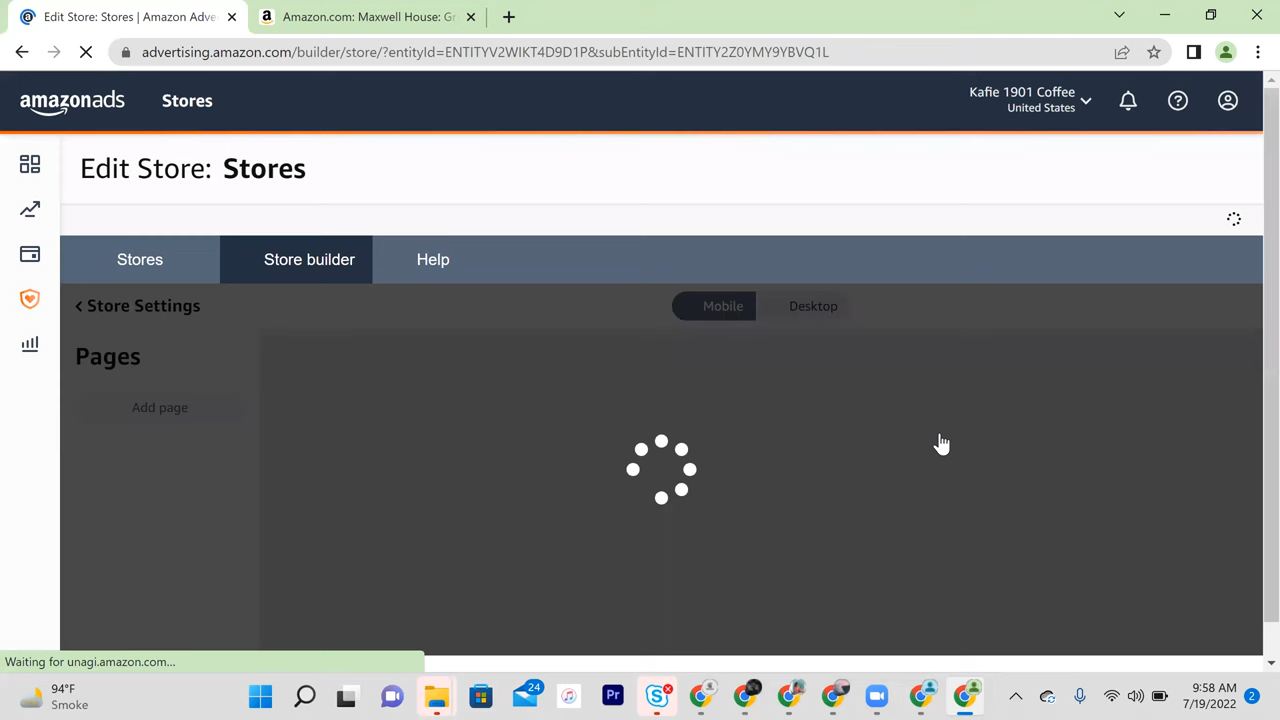 Edit Store: Stores | Amazon Adve
Amazon.com: Maxwell House: Gr
advertising.amazon.com/builder/store/?entityId=ENTITYV2WIKT4D9D1P&subEntityId=ENTITY2Z0YMY9YBVQ1L
amazonads
Stores
Kafie 1901 Coffee
United States
Edit Store: Stores
Stores
Store builder
Help
Store Settings
Mobile
Desktop
Pages
Add page
Waiting for unagi.amazon.com...
94°F
Smoke
Pr
24
9:58 AM
7/19/2022
2